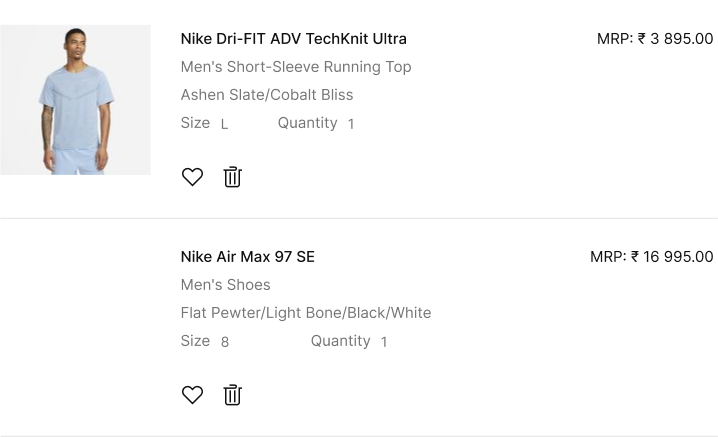 Nike Dri-FIT ADV TechKnit Ultra MRP: ₹ 3 895.00
Men's Short-Sleeve Running Top
Ashen Slate/Cobalt Bliss
Size L Quantity 1
Nike Air Max 97 SE MRP: ₹ 16 995.00
Men's Shoes
Flat Pewter/Light Bone/Black/White
Size 8 Quantity 1